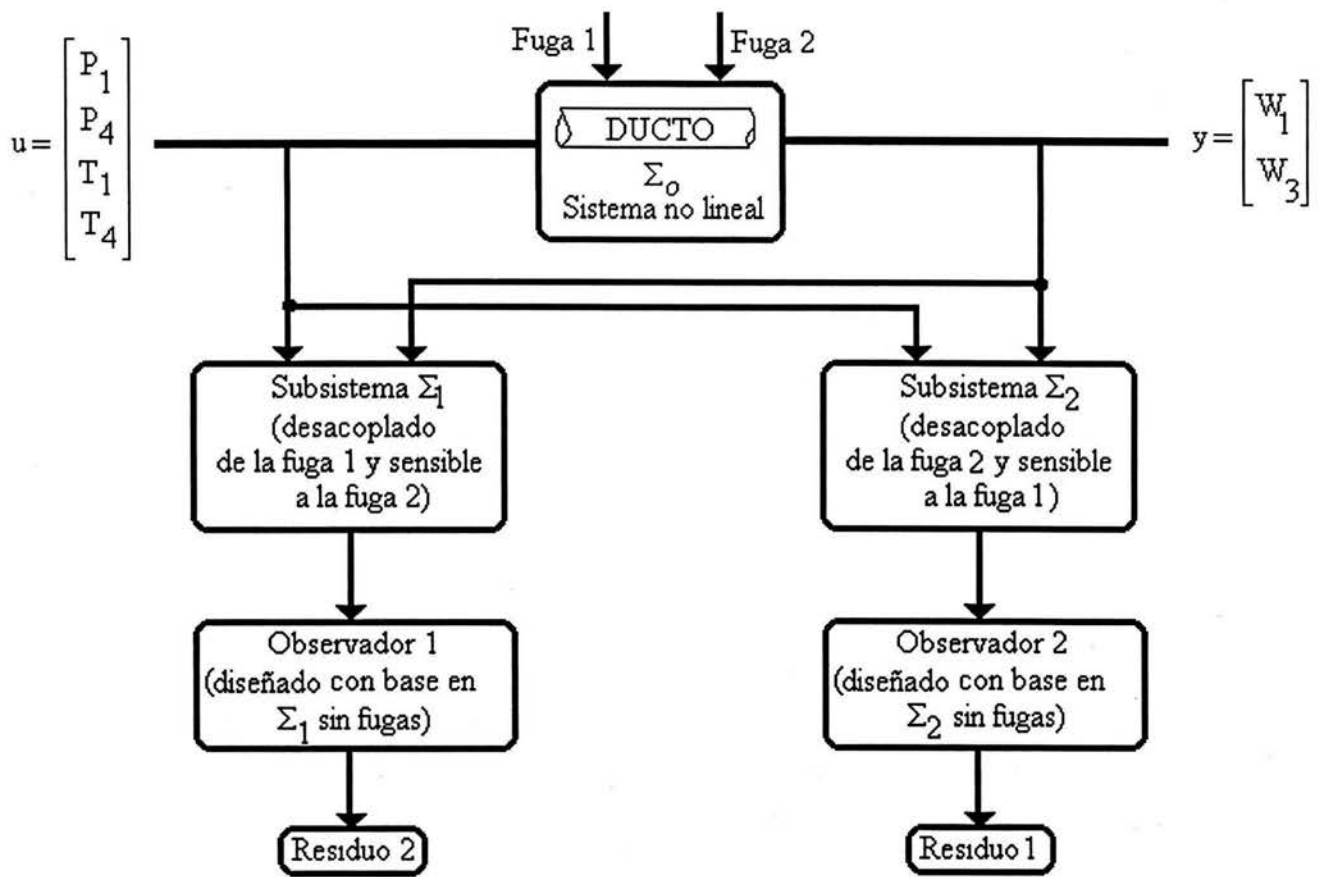 Fuga 1
Fuga 2
u=
P1
P4
T1
T4
DUCTO
Σo
Sistema no lineal
y=
W1
W3
Subsistema Σ1
(desacoplado
de la fuga 1 y sensible
a la fuga 2)
Subsistema Σ2
(desacoplado
de la fuga 2 y sensible
a la fuga 1)
Observador 1
(diseñado con base en
Σ1 sin fugas)
Observador 2
(diseñado con base en
Σ2 sin fugas)
Residuo 2
Residuo 1